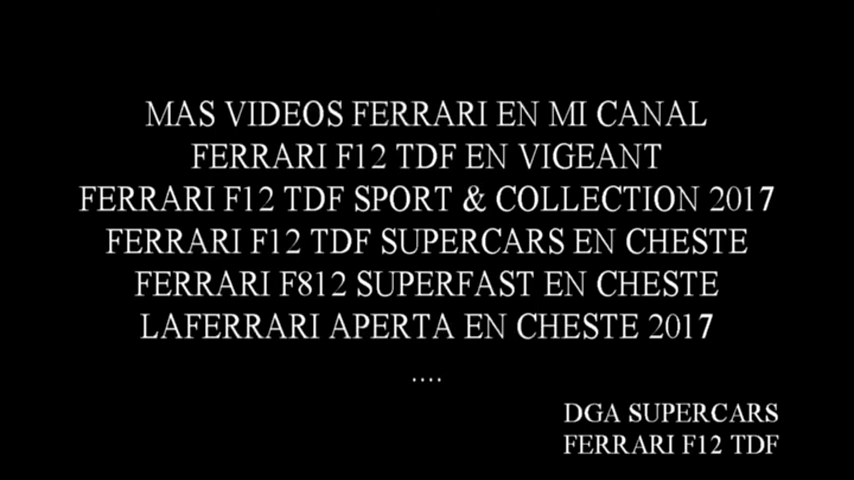 MAS VIDEOS FERRARI EN MI CANAL
FERRARI F12 TDF EN VIGEANT
FERRARI F12 TDF SPORT & COLLECTION 2017
FERRARI F12 TDF SUPERCARS EN CHESTE
FERRARI F812 SUPERFAST EN CHESTE
LAFERRARI APERTA EN CHESTE 2017
....
DGA SUPERCARS
FERRARI F12 TDF